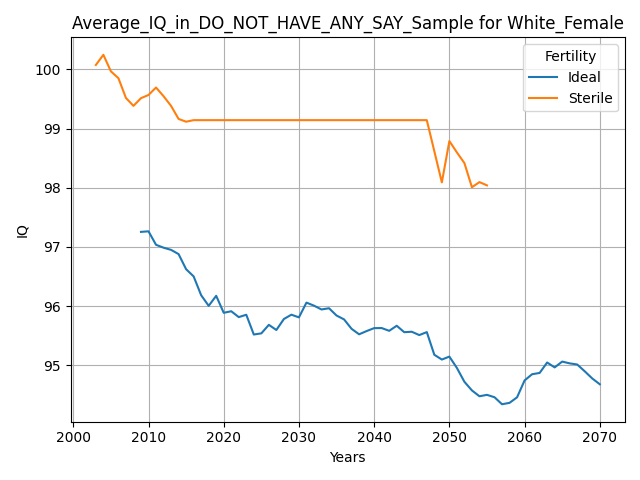 Average_IQ_in_DO_NOT_HAVE_ANY_SAY_Sample for White_Female
Fertility
Ideal
Sterile
100
99
98
97
96
95
IQ
2000 2010 2020 2030 2040 2050 2060 2070
Years